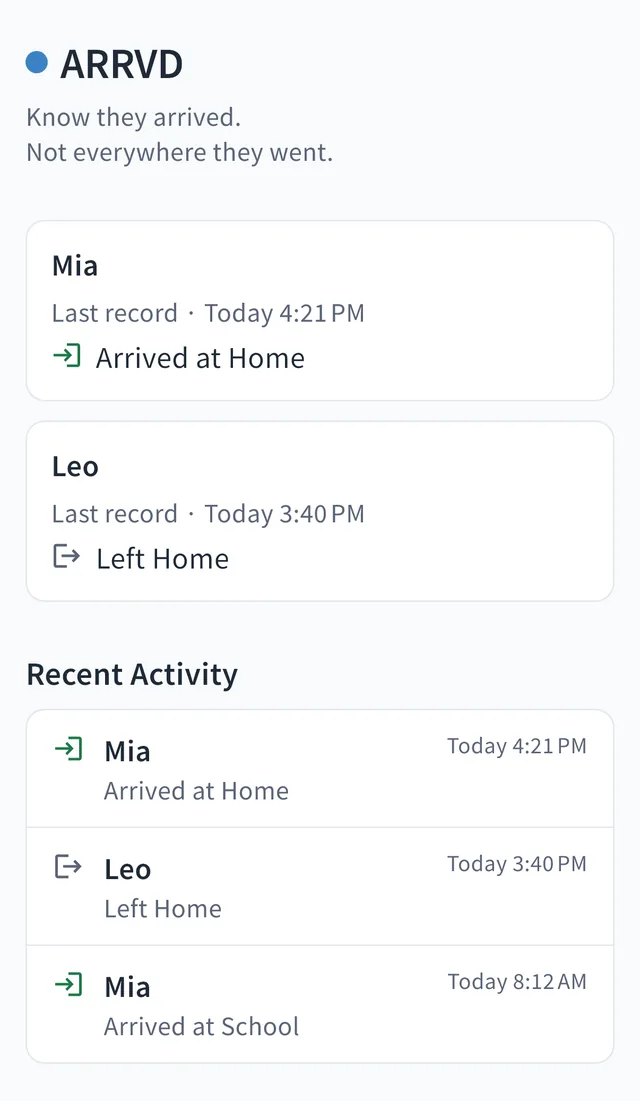 ARRVD
Know they arrived.
Not everywhere they went.
Mia
Last record · Today 4:21 PM
Arrived at Home
Leo
Last record · Today 3:40 PM
Left Home
Recent Activity
Mia
Today 4:21 PM
Arrived at Home
Leo
Today 3:40 PM
Left Home
Mia
Today 8:12 AM
Arrived at School